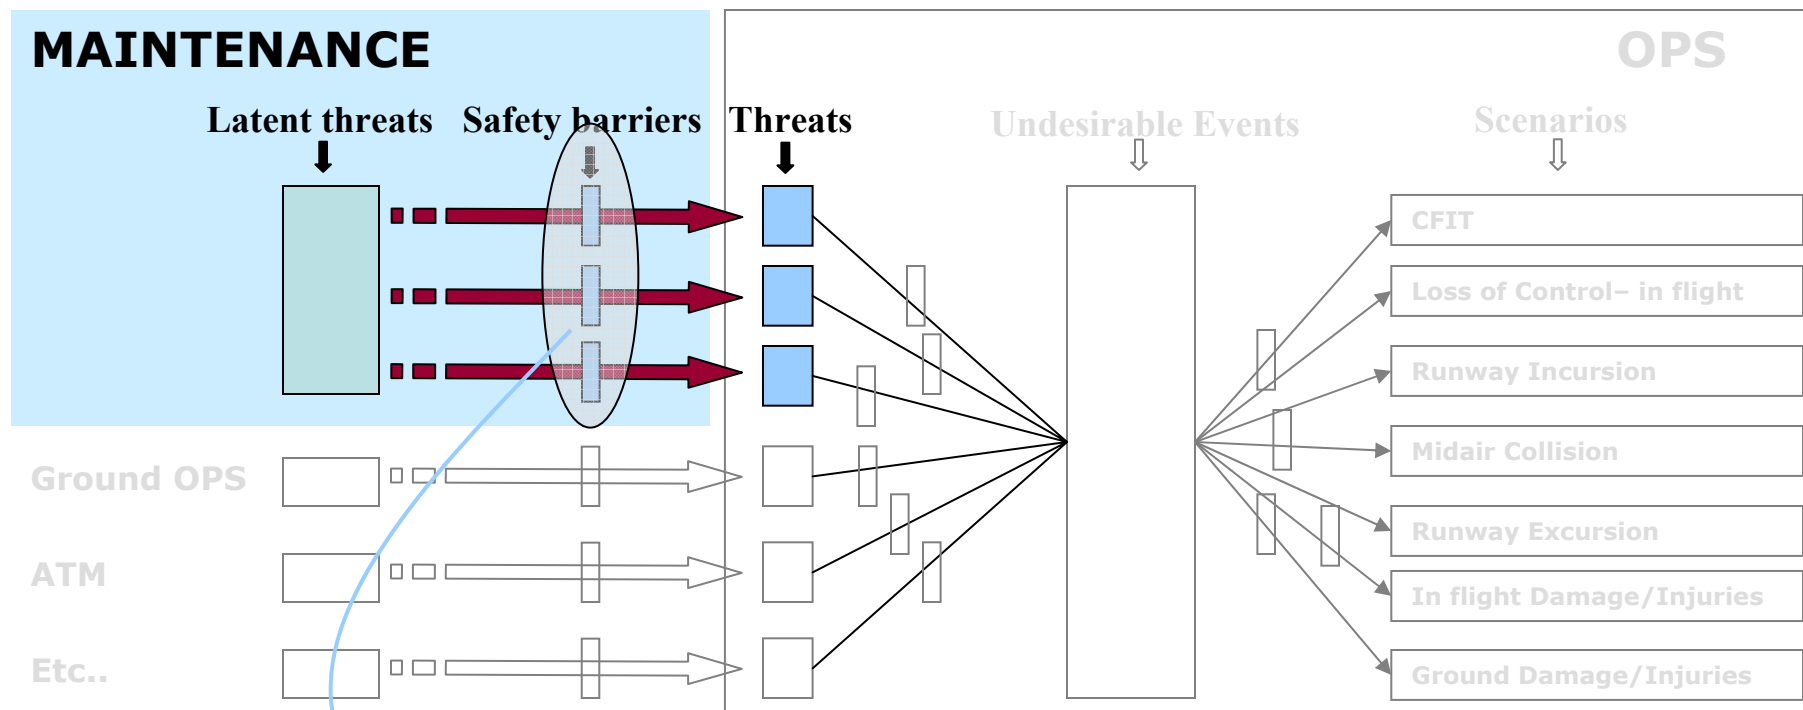 MAINTENANCE
OPS
Latent threats
Safety barriers
Threats
Undesirable Events
Scenarios
CFIT
Loss of Control– in flight
Runway Incursion
Midair Collision
Runway Excursion
In flight Damage/Injuries
Ground Damage/Injuries
Ground OPS
ATM
Etc..